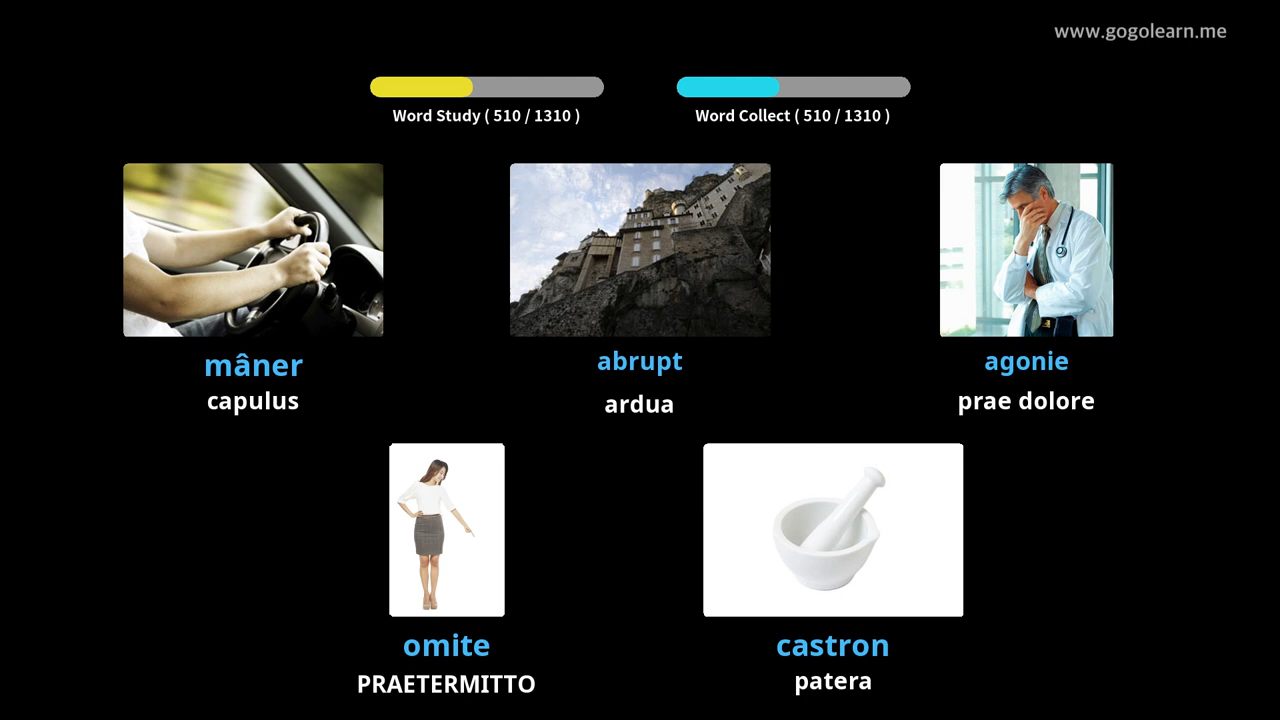 www.gogolearn.me
Word Study ( 510 / 1310 )
Word Collect ( 510 / 1310 )
mâner
capulus
abrupt
ardua
agonie
prae dolore
omite
PRAETERMITTO
castron
patera